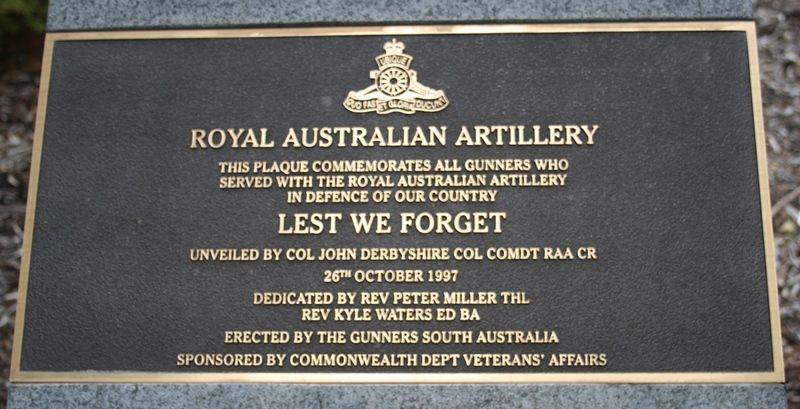 UBIQUE
QUO FAS ET GLORIA DUCUNT
ROYAL AUSTRALIAN ARTILLERY
THIS PLAQUE COMMEMORATES ALL GUNNERS WHO
SERVED WITH THE ROYAL AUSTRALIAN ARTILLERY
IN DEFENCE OF OUR COUNTRY
LEST WE FORGET
UNVEILED BY COL JOHN DERBYSHIRE COL COMDT RAA CR
26TH OCTOBER 1997
DEDICATED BY REV PETER MILLER THL
REV KYLE WATERS ED BA
ERECTED BY THE GUNNERS SOUTH AUSTRALIA
SPONSORED BY COMMONWEALTH DEPT VETERANS' AFFAIRS